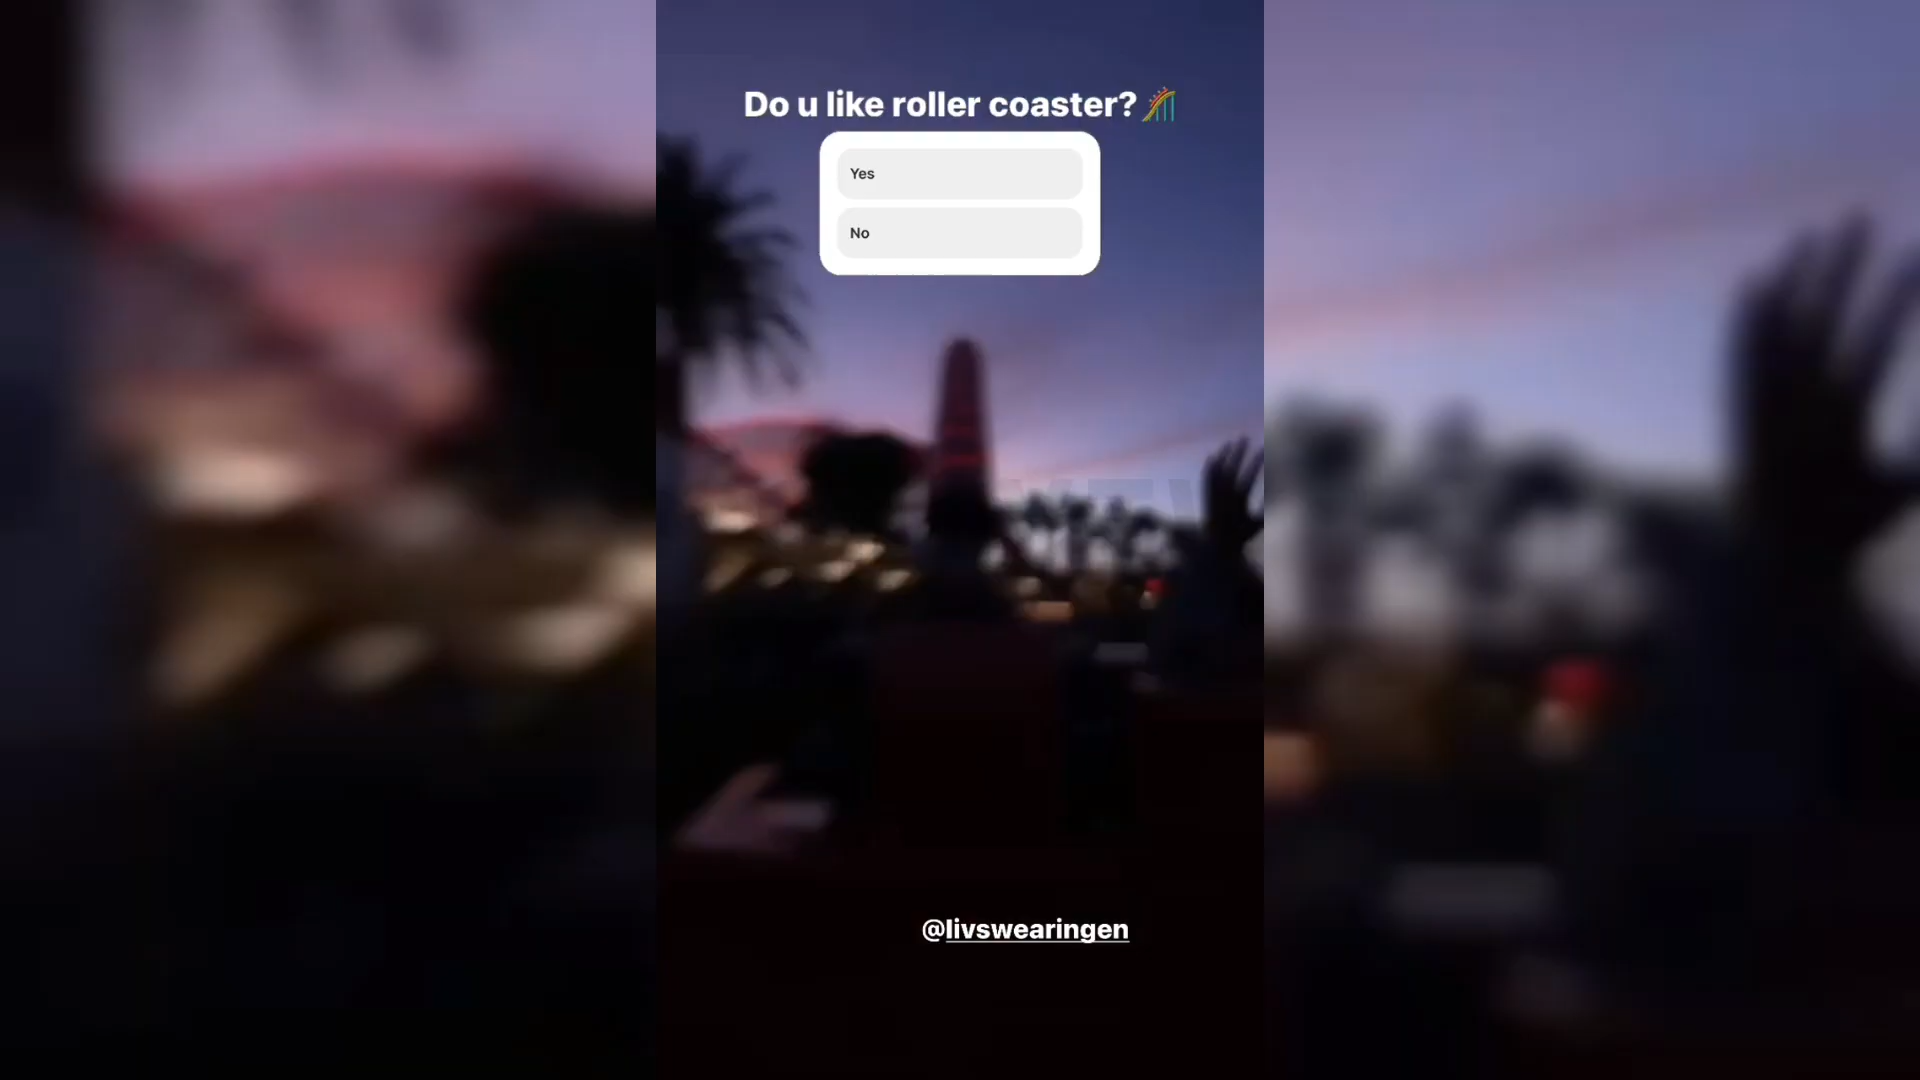 Do u like roller coaster?🎢
Yes
No
@livswearingen